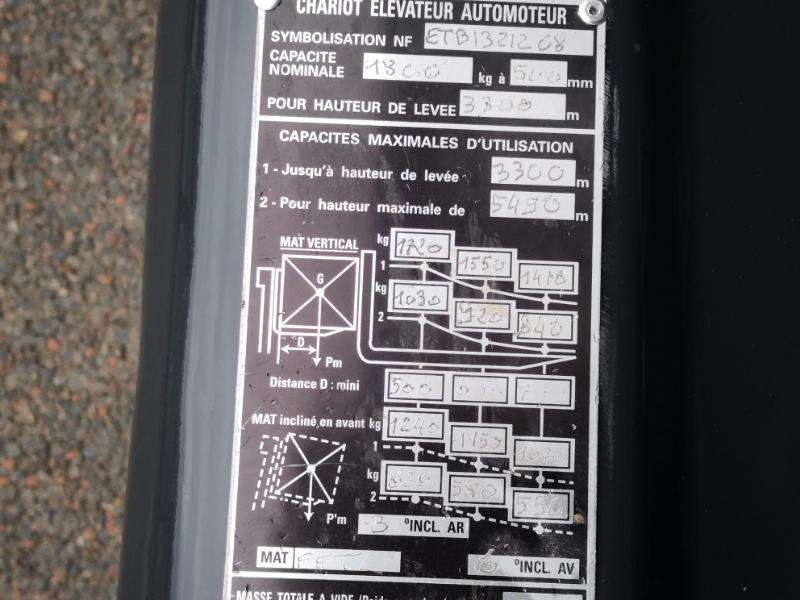 CHARIOT ELEVATEUR AUTOMOTEUR
SYMBOLISATION NF ETB1321208
CAPACITE NOMINALE 1800 kg à 500 mm
POUR HAUTEUR DE LEVEE 3300 m
CAPACITES MAXIMALES D'UTILISATION
1 - Jusqu'à hauteur de levée 3300 m
2 - Pour hauteur maximale de 5490 m
MAT VERTICAL
kg 1720 1550 1410
1
G
kg 1030 920 840
2
"D
Pm
Distance D : mini 500
MAT incliné en avant kg 1240 1150 1020
1
kg 620 550
2
P'm
3 °INCL. AR
MAT
°INCL. AV
MASSE TOTALE A VIDE